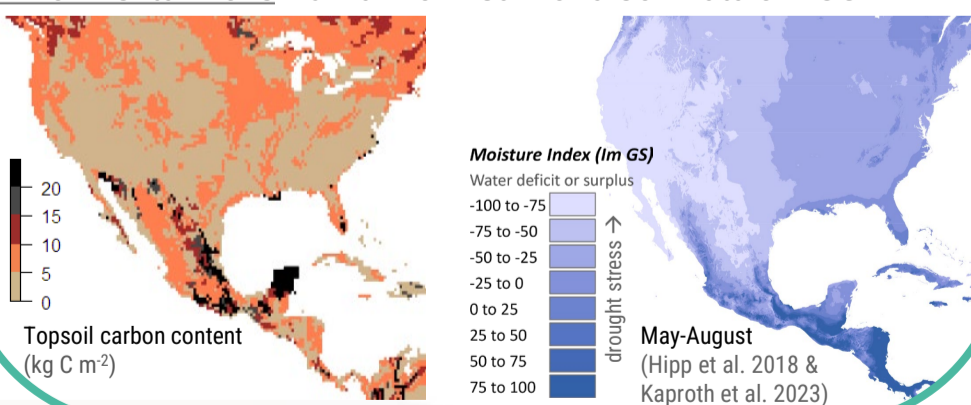 20
15
10
5
0
Topsoil carbon content
(kg C m-2)
Moisture Index (Im GS)
Water deficit or surplus
-100 to -75
-75 to -50
-50 to -25
-25 to 0
0 to 25
25 to 50
50 to 75
75 to 100
drought stress →
May-August
(Hipp et al. 2018 &
Kaproth et al. 2023)